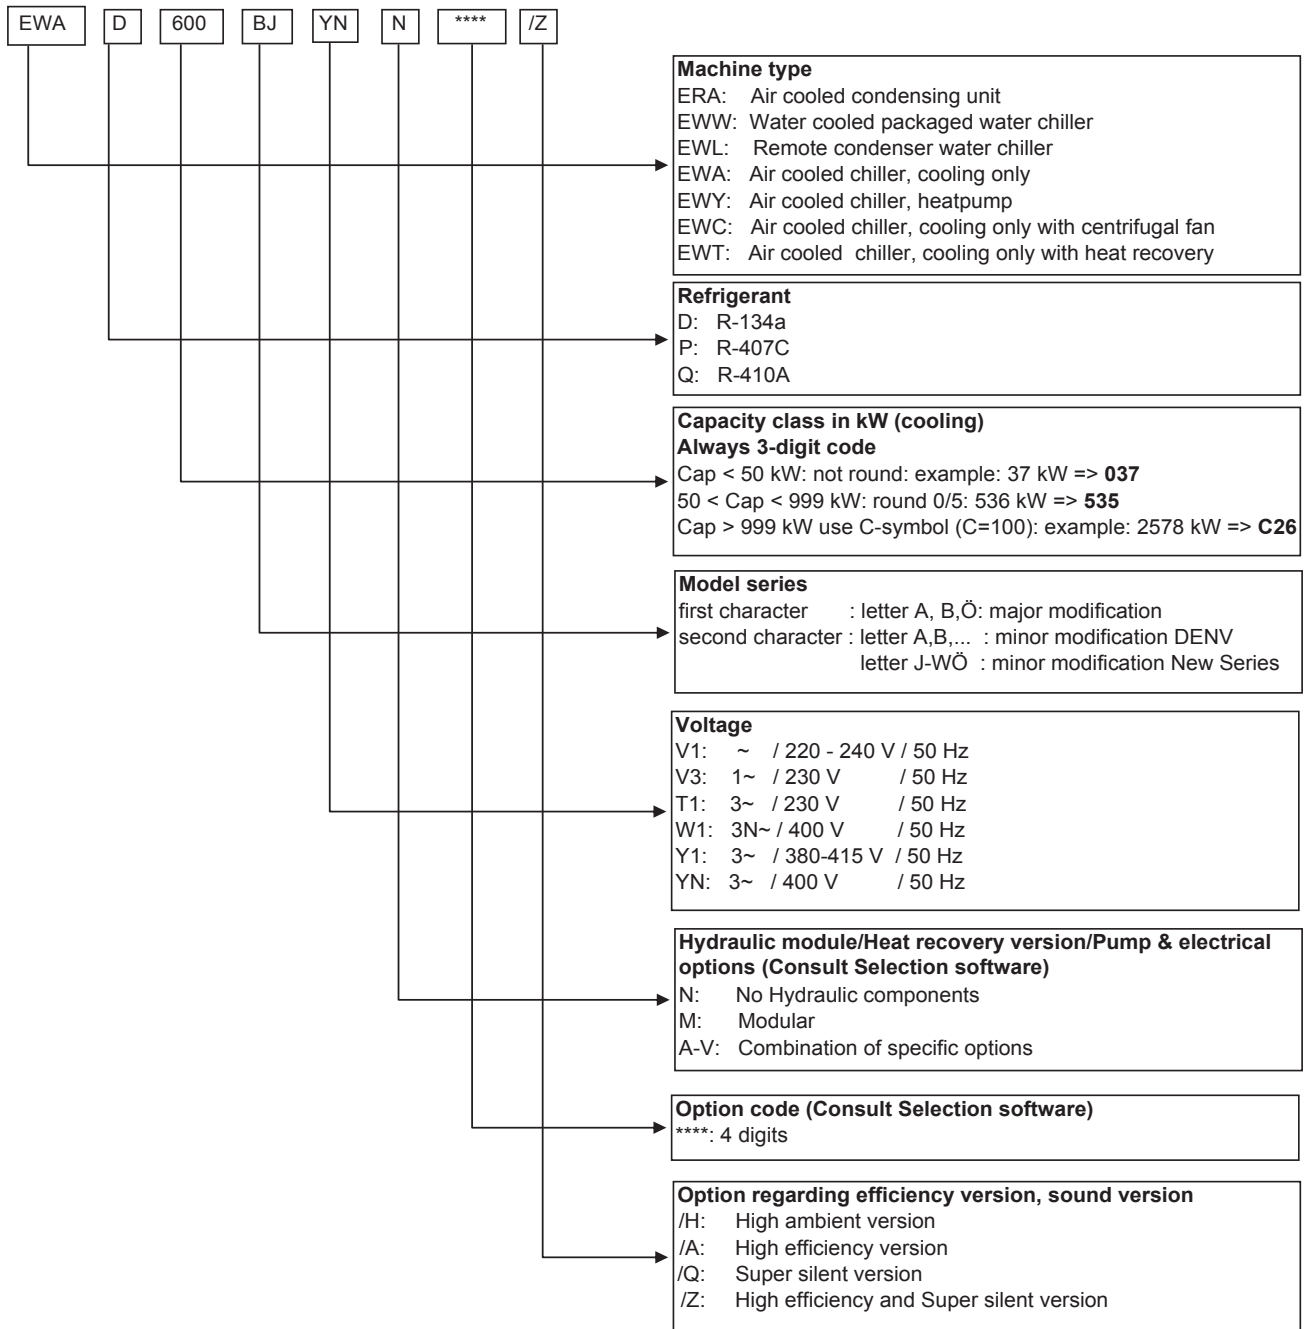 EWA D 600 BJ YN N **** /Z
Machine type
ERA: Air cooled condensing unit
EWW: Water cooled packaged water chiller
EWL: Remote condenser water chiller
EWA: Air cooled chiller, cooling only
EWY: Air cooled chiller, heatpump
EWC: Air cooled chiller, cooling only with centrifugal fan
EWT: Air cooled chiller, cooling only with heat recovery
Refrigerant
D: R-134a
P: R-407C
Q: R-410A
Capacity class in kW (cooling)
Always 3-digit code
Cap < 50 kW: not round: example: 37 kW => 037
50 < Cap < 999 kW: round 0/5: 536 kW => 535
Cap > 999 kW use C-symbol (C=100): example: 2578 kW => C26
Model series
first character : letter A, B,Ö: major modification
second character : letter A,B,... : minor modification DENV
letter J-WÖ : minor modification New Series
Voltage
V1: ~ / 220 - 240 V / 50 Hz
V3: 1~ / 230 V / 50 Hz
T1: 3~ / 230 V / 50 Hz
W1: 3N~ / 400 V / 50 Hz
Y1: 3~ / 380-415 V / 50 Hz
YN: 3~ / 400 V / 50 Hz
Hydraulic module/Heat recovery version/Pump & electrical
options (Consult Selection software)
N: No Hydraulic components
M: Modular
A-V: Combination of specific options
Option code (Consult Selection software)
****: 4 digits
Option regarding efficiency version, sound version
/H: High ambient version
/A: High efficiency version
/Q: Super silent version
/Z: High efficiency and Super silent version